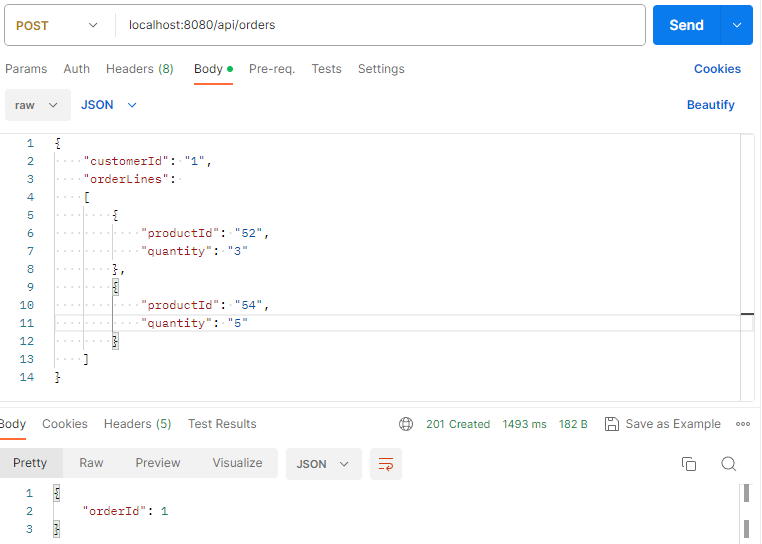 POST localhost:8080/api/orders Send
Params Auth Headers (8) Body Pre-req. Tests Settings Cookies
raw JSON Beautify
1 {
2 "customerId": "1",
3 "orderLines":
4 [
5 {
6 "productId": "52",
7 "quantity": "3"
8 },
9 {
10 "productId": "54",
11 "quantity": "5"
12 }
13 ]
14 }
Body Cookies Headers (5) Test Results 201 Created 1493 ms 182 B Save as Example
Pretty Raw Preview Visualize JSON
1 {
2 "orderId": 1
3 }